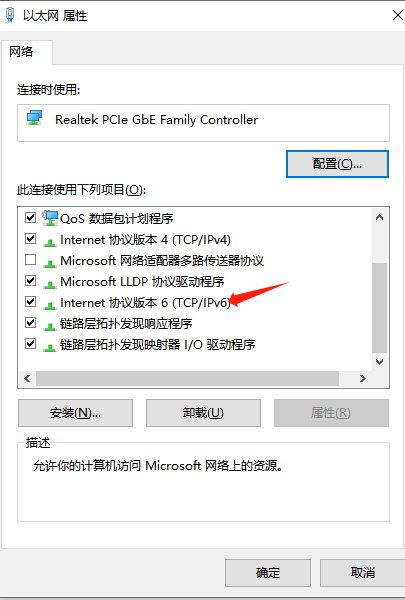 以太网 属性
网络
连接时使用:
Realtek PCIe GbE Family Controller
配置(C)...
此连接使用下列项目(O):
QoS 数据包计划程序
Internet 协议版本 4 (TCP/IPv4)
Microsoft 网络适配器多路传送器协议
Microsoft LLDP 协议驱动程序
Internet 协议版本 6 (TCP/IPv6)
链路层拓扑发现响应程序
链路层拓扑发现映射器 I/O 驱动程序
安装(N)...
卸载(U)
属性(R)
描述
允许你的计算机访问 Microsoft 网络上的资源。
确定
取消